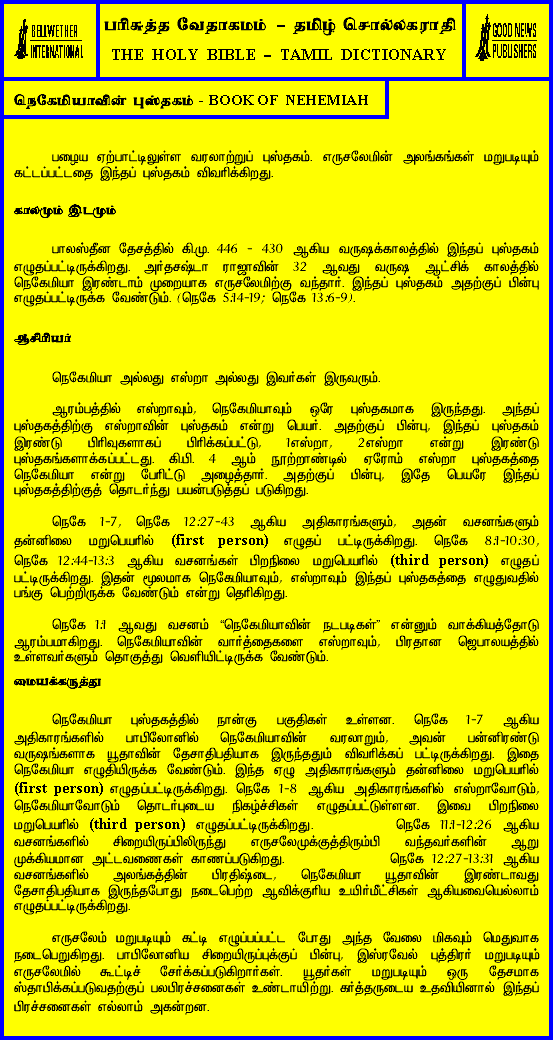 BELLWETHER
INTERNATIONAL
பரிசுத்த வேதாகமம் – தமிழ் சொல்லகராதி
THE HOLY BIBLE – TAMIL DICTIONARY
GOOD NEWS
PUBLISHERS
நெகேமியாவின் புஸ்தகம் - BOOK OF NEHEMIAH
பழைய ஏற்பாட்டிலுள்ள வரலாற்றுப் புஸ்தகம். எருசலேமின் அலங்கங்கள் மறுபடியும்
கட்டப்பட்டதை இந்தப் புஸ்தகம் விவரிக்கிறது.
காலமும் இடமும்
பாலஸ்தீன தேசத்தில் கி.மு. 446 - 430 ஆகிய வருஷக்காலத்தில் இந்தப் புஸ்தகம்
எழுதப்பட்டிருக்கிறது. அர்தசஷ்டா ராஜாவின் 32 ஆவது வருஷ ஆட்சிக் காலத்தில்
நெகேமியா இரண்டாம் முறையாக எருசலேமிற்கு வந்தார். இந்தப் புஸ்தகம் அதற்குப் பின்பு
எழுதப்பட்டிருக்க வேண்டும். (நெகே 5:14-19; நெகே 13:6-9).
ஆசிரியர்
நெகேமியா அல்லது எஸ்றா அல்லது இவர்கள் இருவரும்.
ஆரம்பத்தில் எஸ்றாவும், நெகேமியாவும் ஒரே புஸ்தகமாக இருந்தது. அந்தப்
புஸ்தகத்திற்கு எஸ்றாவின் புஸ்தகம் என்று பெயர். அதற்குப் பின்பு, இந்தப் புஸ்தகம்
இரண்டு பிரிவுகளாகப் பிரிக்கப்பட்டு, 1எஸ்றா, 2எஸ்றா என்று இரண்டு
புஸ்தகங்களாக்கப்பட்டது. கி.பி. 4 ஆம் நூற்றாண்டில் ஏரோம் எஸ்றா புஸ்தகத்தை
நெகேமியா என்று பேரிட்டு அழைத்தார். அதற்குப் பின்பு, இதே பெயரே இந்தப்
புஸ்தகத்திற்குத் தொடர்ந்து பயன்படுத்தப் படுகிறது.
நெகே 1-7, நெகே 12:27-43 ஆகிய அதிகாரங்களும், அதன் வசனங்களும்
தன்னிலை மறுபெயரில் (first person) எழுதப் பட்டிருக்கிறது. நெகே 8:1-10:30,
நெகே 12:44-13:3 ஆகிய வசனங்கள் பிறநிலை மறுபெயரில் (third person) எழுதப்
பட்டிருக்கிறது. இதன் மூலமாக நெகேமியாவும், எஸ்றாவும் இந்தப் புஸ்தகத்தை எழுதுவதில்
பங்கு பெற்றிருக்க வேண்டும் என்று தெரிகிறது.
நெகே 1:1 ஆவது வசனம் “நெகேமியாவின் நடபடிகள்” என்னும் வாக்கியத்தோடு
ஆரம்பமாகிறது. நெகேமியாவின் வார்த்தைகளை எஸ்றாவும், பிரதான ஜெபாலயத்தில்
உள்ளவர்களும் தொகுத்து வெளியிட்டிருக்க வேண்டும்.
மையக்கருத்து
நெகேமியா புஸ்தகத்தில் நான்கு பகுதிகள் உள்ளன. நெகே 1-7 ஆகிய
அதிகாரங்களில் பாபிலோனில் நெகேமியாவின் வரலாறும், அவன் பன்னிரண்டு
வருஷங்களாக யூதாவின் தேசாதிபதியாக இருந்ததும் விவரிக்கப் பட்டிருக்கிறது. இதை
நெகேமியா எழுதியிருக்க வேண்டும். இந்த ஏழு அதிகாரங்களும் தன்னிலை மறுபெயரில்
(first person) எழுதப்பட்டிருக்கிறது. நெகே 1-8 ஆகிய அதிகாரங்களில் எஸ்றாவோடும்,
நெகேமியாவோடும் தொடர்புடைய நிகழ்ச்சிகள் எழுதப்பட்டுள்ளன. இவை பிறநிலை
மறுபெயரில் (third person) எழுதப்பட்டிருக்கிறது. நெகே 11:1-12:26 ஆகிய
வசனங்களில் சிறையிருப்பிலிருந்து எருசலேமுக்குத்திரும்பி வந்தவர்களின் ஆறு
முக்கியமான அட்டவணைகள் காணப்படுகிறது. நெகே 12:27-13:31 ஆகிய
வசனங்களில் அலங்கத்தின் பிரதிஷ்டை, நெகேமியா யூதாவின் இரண்டாவது
தேசாதிபதியாக இருந்தபோது நடைபெற்ற ஆவிக்குரிய உயிர்மீட்சிகள் ஆகியவையெல்லாம்
எழுதப்பட்டிருக்கிறது.
எருசலேம் மறுபடியும் கட்டி எழுப்பப்பட்ட போது அந்த வேலை மிகவும் மெதுவாக
நடைபெறுகிறது. பாபிலோனிய சிறையிருப்புக்குப் பின்பு, இஸ்ரவேல் புத்திரர் மறுபடியும்
எருசலேமில் கூட்டிச் சேர்க்கப்படுகிறார்கள். யூதர்கள் மறுபடியும் ஒரு தேசமாக
ஸ்தாபிக்கப்படுவதற்குப் பலபிரச்சனைகள் உண்டாயிற்று. கர்த்தருடைய உதவியினால் இந்தப்
பிரச்சனைகள் எல்லாம் அகன்றன.